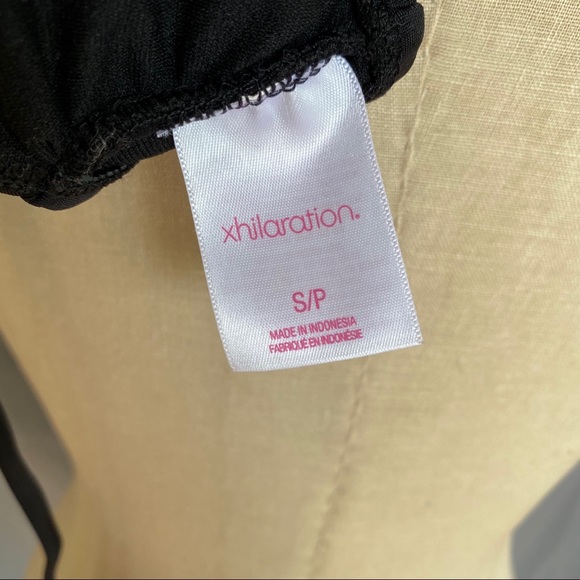 xhilaration.
S/P
MADE IN INDONESIA
FABRIQUÉ EN INDONÉSIE